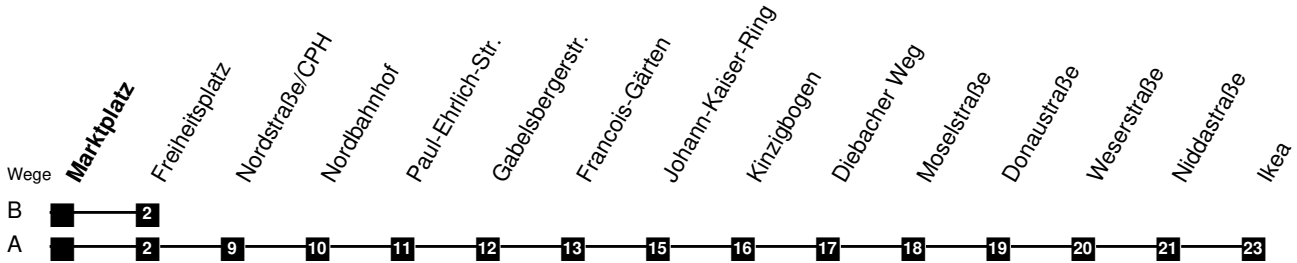 Marktplatz
Freiheitsplatz
Nordstraße/CPH
Nordbahnhof
Paul-Ehrlich-Str.
Gabelsbergerstr.
Francois-Gärten
Johann-Kaiser-Ring
Kinzigbogen
Diebacher Weg
Moselstraße
Donaustraße
Weserstraße
Niddastraße
Ikea
Wege
B 2
A 2 9 10 11 12 13 15 16 17 18 19 20 21 23